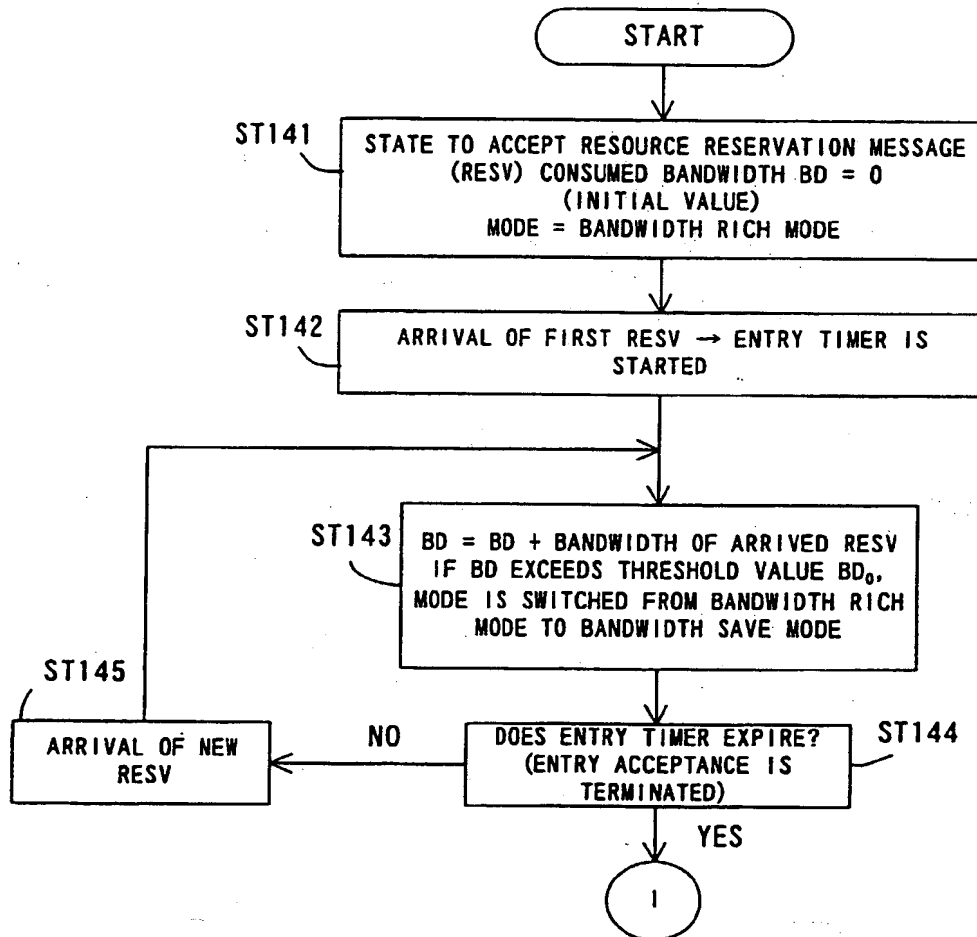 START
ST141
STATE TO ACCEPT RESOURCE RESERVATION MESSAGE
(RESV) CONSUMED BANDWIDTH BD = 0
(INITIAL VALUE)
MODE = BANDWIDTH RICH MODE
ST142
ARRIVAL OF FIRST RESV → ENTRY TIMER IS
STARTED
ST143
BD = BD + BANDWIDTH OF ARRIVED RESV
IF BD EXCEEDS THRESHOLD VALUE BD₀,
MODE IS SWITCHED FROM BANDWIDTH RICH
MODE TO BANDWIDTH SAVE MODE
ST145
ARRIVAL OF NEW
RESV
NO
DOES ENTRY TIMER EXPIRE?
(ENTRY ACCEPTANCE IS
TERMINATED)
ST144
YES
1